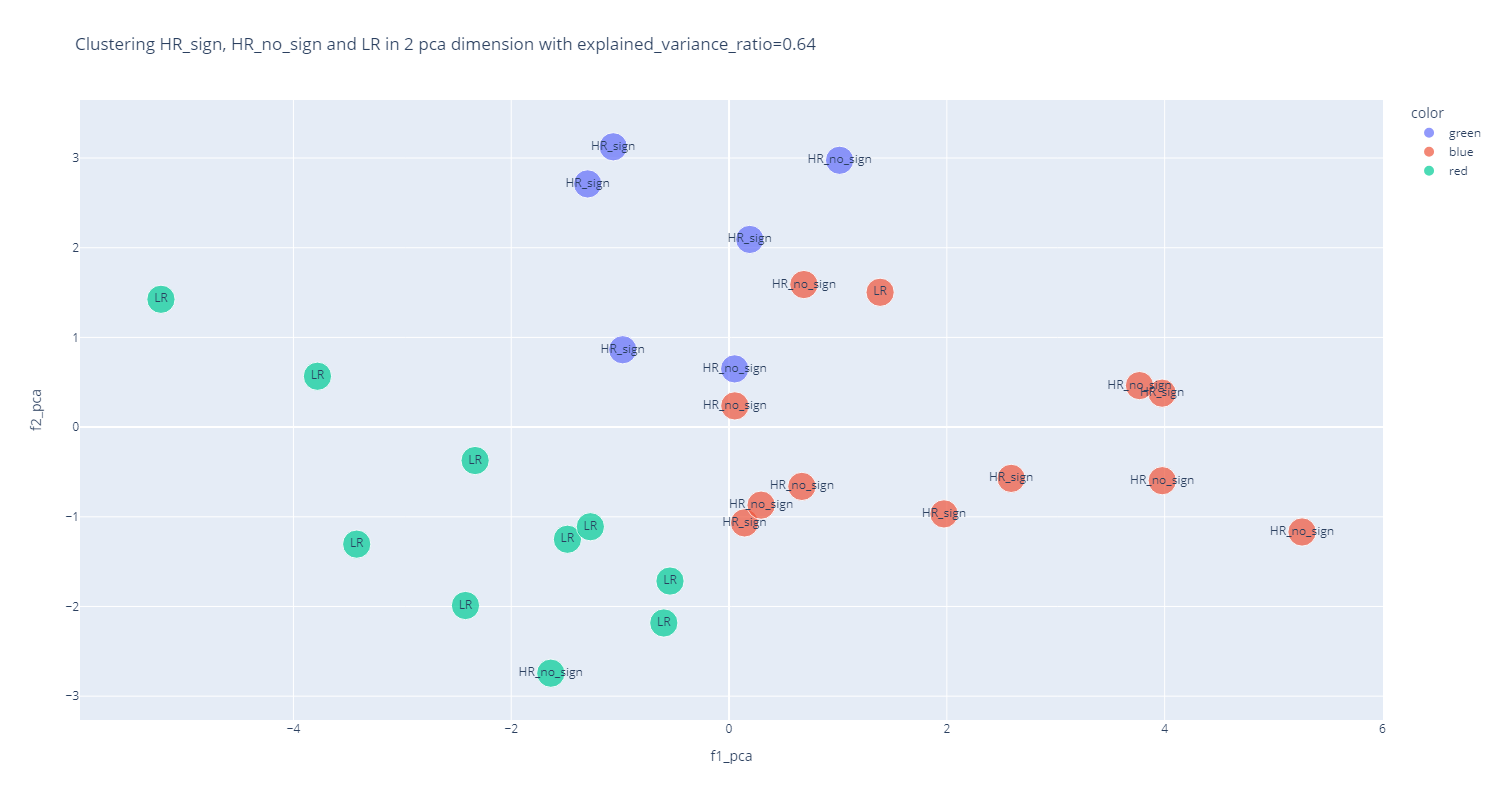 Clustering HR_sign, HR_no_sign and LR in 2 pca dimension with explained_variance_ratio=0.64
color
green
blue
red
HR_sign
HR_no_sign
HR_sign
HR_sign
HR_no_sign
LR
LR
HR_sign
HR_no_sign
LR
HR_no_sign
HR_sign
HR_no_sign
LR
HR_sign
HR_no_sign
HR_no_sign
HR_no_sign
HR_sign
HR_sign
LR
LR
HR_no_sign
LR
LR
LR
LR
HR_no_sign
3
2
1
0
−1
−2
−3
f2_pca
−4
−2
0
2
4
6
f1_pca